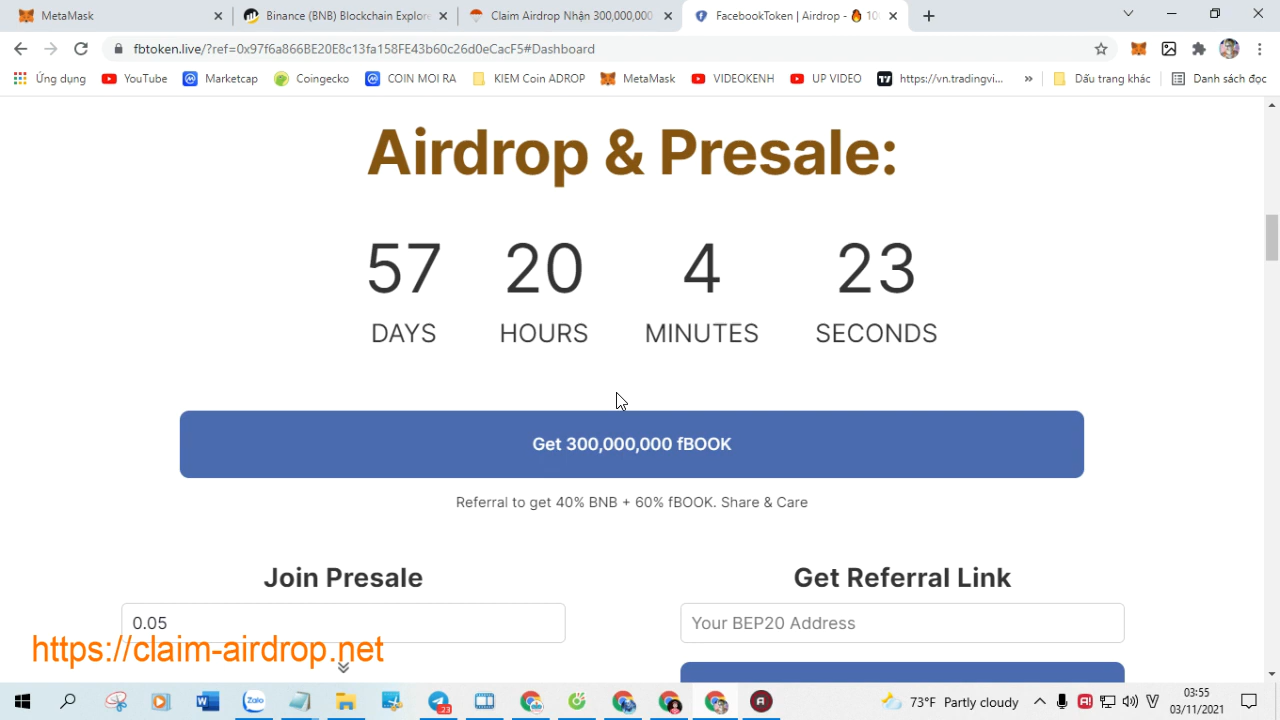 MetaMask
Binance (BNB) Blockchain Explore
Claim Airdrop Nhận 300,000,000
FacebookToken | Airdrop - 🔥 10
fbtoken.live/?ref=0x97f6a866BE20E8c13fa158FE43b60c26d0eCacF5#Dashboard
Ứng dụng
YouTube
Marketcap
Coingecko
COIN MOI RA
KIEM Coin ADROP
MetaMask
VIDEOKENH
UP VIDEO
https://vn.tradingvi...
»
Dấu trang khác
Danh sách đọc
Airdrop & Presale:
57 20 4 23
DAYS HOURS MINUTES SECONDS
Get 300,000,000 fBOOK
Referral to get 40% BNB + 60% fBOOK. Share & Care
Join Presale
Get Referral Link
0.05
Your BEP20 Address
https://claim-airdrop.net
Zalo
23
73°F Partly cloudy
03:55
03/11/2021